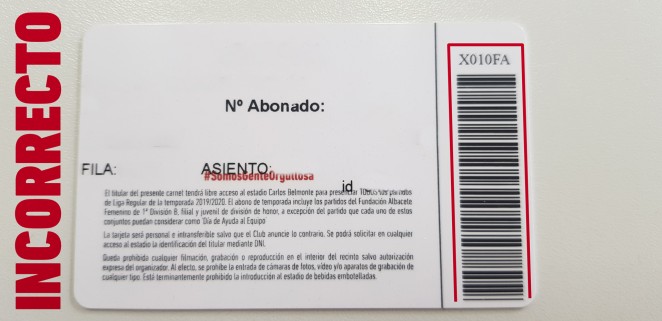 INCORRECTO
X010FA
Nº Abonado:
FILA:
ASIENTO:
#SomosGenteOrgullosa
id
El titular del presente carnet tendrá libre acceso al estadio Carlos Belmonte para presenciar Todos los partidos
de Liga Regular de la temporada 2019/2020. El abono de temporada incluye los partidos del Fundación Albacete
Femenino de 1ª División B, filial y juvenil de división de honor, a excepción del partido que cada uno de estos
conjuntos puedan considerar como 'Día de Ayuda al Equipo'
La tarjeta será personal e intransferible salvo que el Club anuncie lo contrario. Se podrá solicitar en cualquier
acceso al estadio la identificación del titular mediante DNI.
Queda prohibida cualquier filmación, grabación o reproducción en el interior del recinto salvo autorización
expresa del organizador. Al efecto, se prohíbe la entrada de cámaras de fotos, vídeo y/o aparatos de grabación de
cualquier tipo. Está terminantemente prohibido la introducción al estadio de bebidas embotelladas.